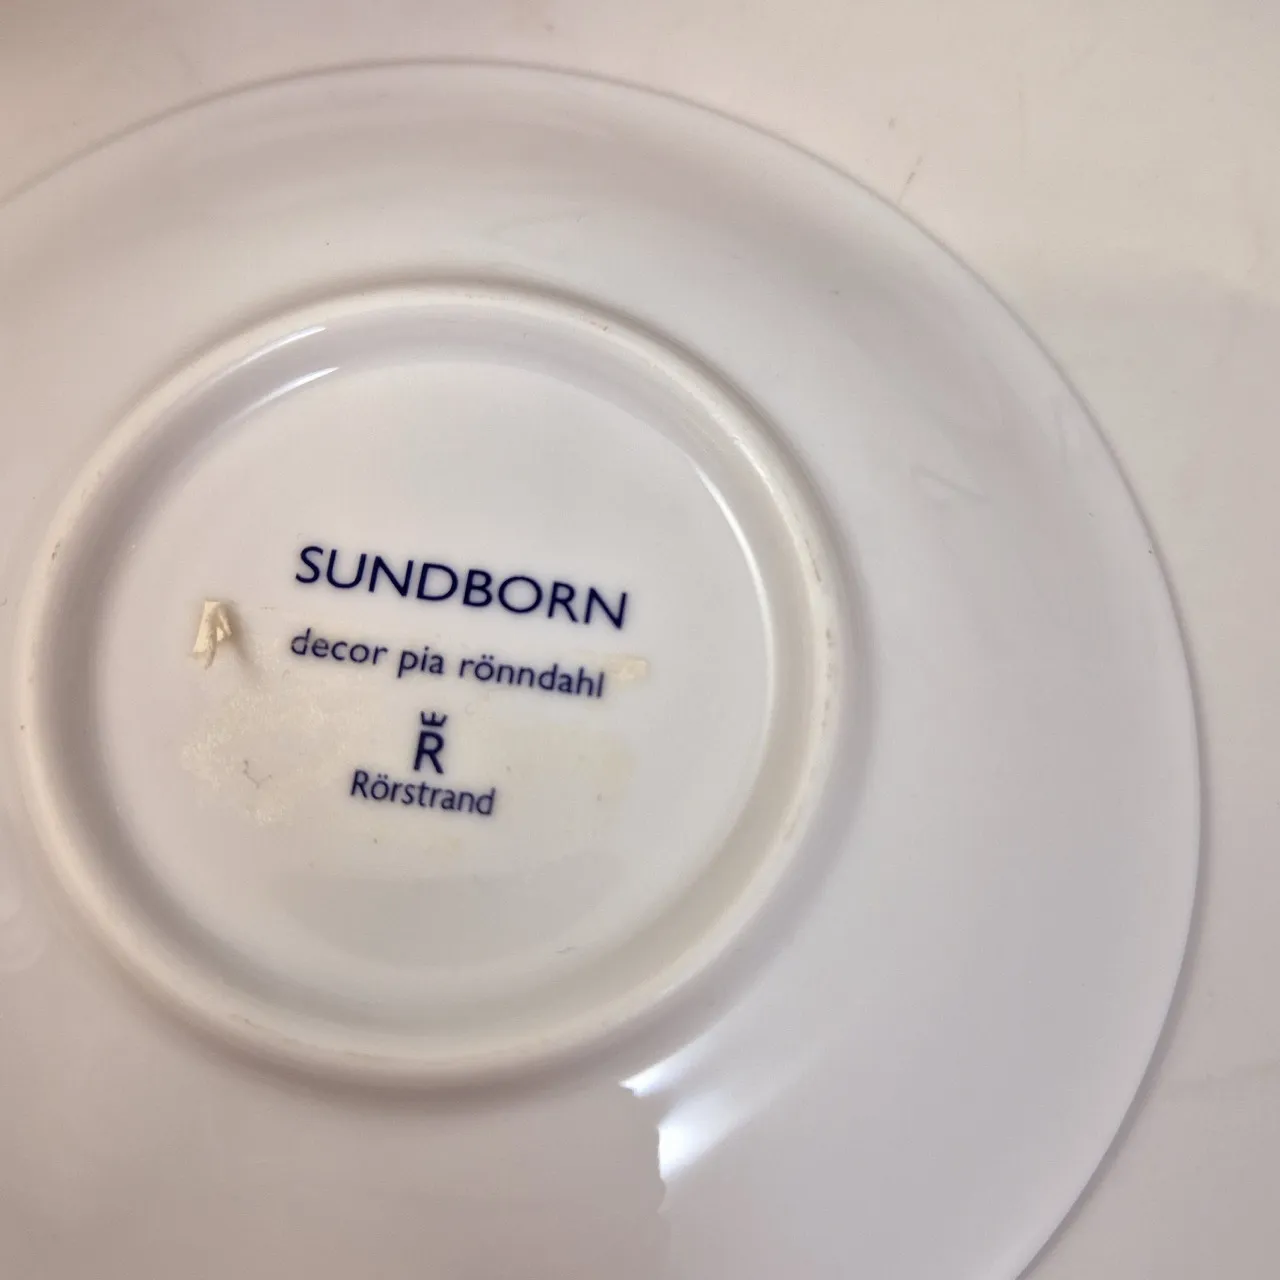 SUNDBORN
decor pia rönndahl
R
Rörstrand